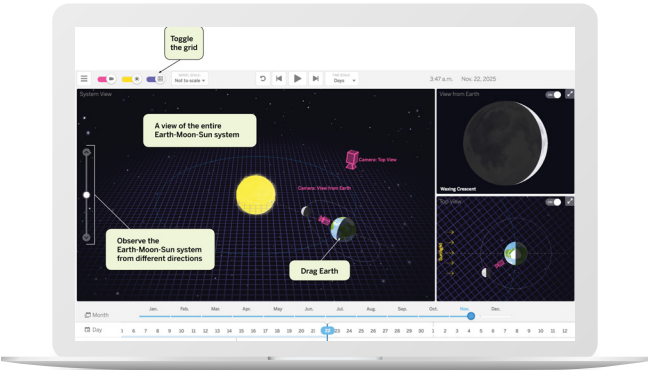 Toggle
the grid
Not to scale
Days
3:47 a.m. Nov. 22, 2025
System View
A view of the entire
Earth-Moon-Sun system
Camera: Top View
Camera: View from Earth
Observe the
Earth-Moon-Sun system
from different directions
Drag Earth
View from Earth
Waxing Crescent
Top View
Sunlight
Month
Jan. Feb. Mar. Apr. May Jun. Jul. Aug. Sep. Oct. Nov. Dec.
Day
6 7 8 9 10 11 12 13 14 15 16 17 18 19 20 21 22 23 24 25 26 27 28 29 30 1 2 3 4 5 6 7 8 9 10 11 12